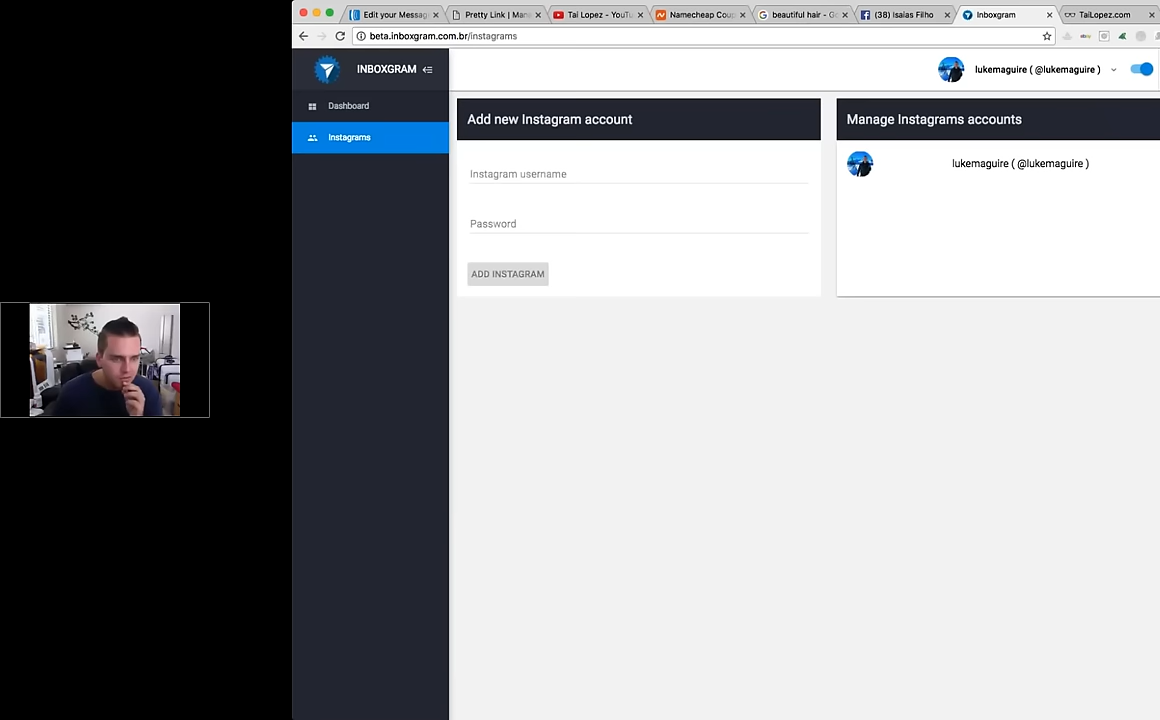 Edit your Messag
Pretty Link | Man
Tai Lopez - YouTu
Namecheap Coup
beautiful hair - Go
(38) Isaias Filho
Inboxgram
TaiLopez.com
beta.inboxgram.com.br/instagrams
INBOXGRAM
lukemaguire ( @lukemaguire )
Dashboard
Instagrams
Add new Instagram account
Instagram username
Password
ADD INSTAGRAM
Manage Instagrams accounts
lukemaguire ( @lukemaguire )